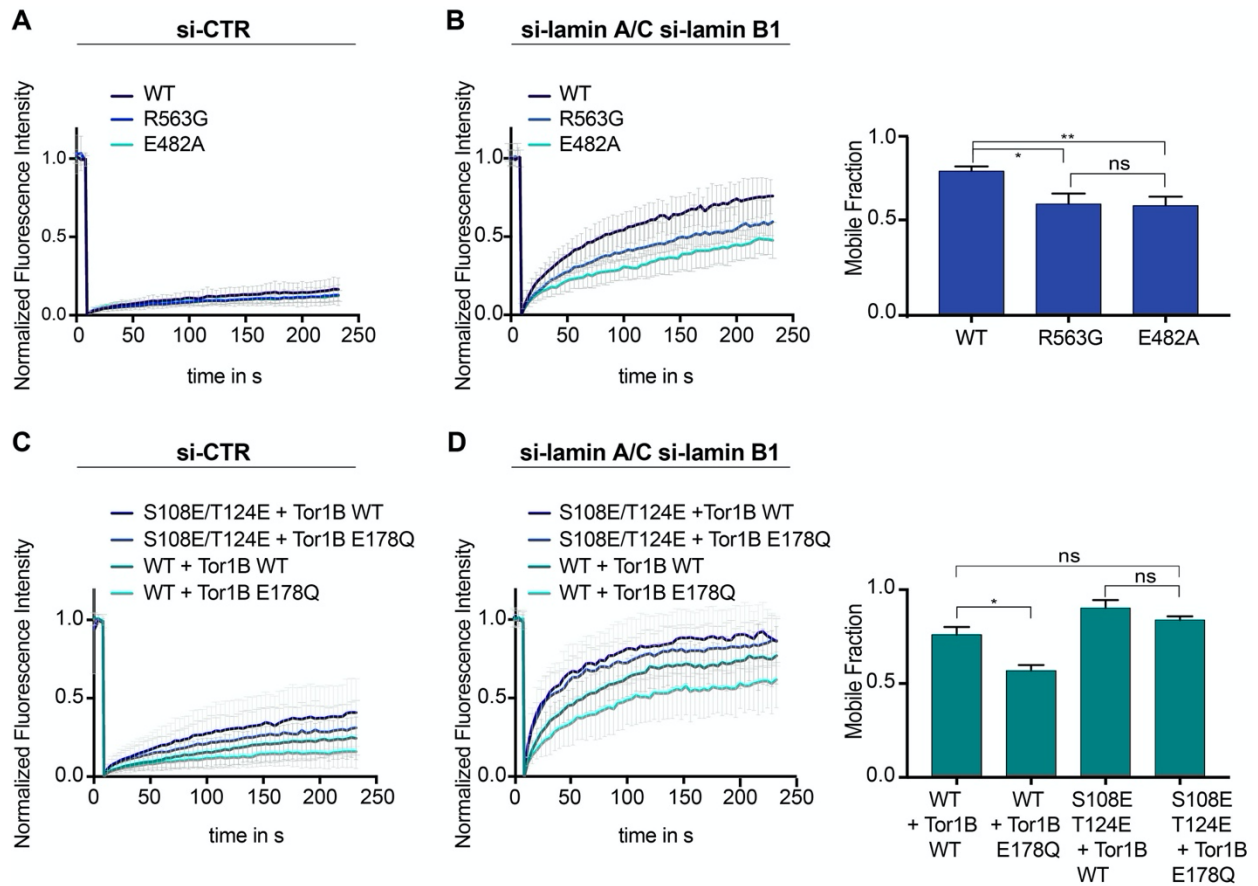 A
si-CTR
WT
R563G
E482A
Normalized Fluorescence Intensity
1.0
0.5
0.0
0 50 100 150 200 250
time in s
B
si-lamin A/C si-lamin B1
WT
R563G
E482A
Normalized Fluorescence Intensity
1.0
0.5
0.0
0 50 100 150 200 250
time in s
Mobile Fraction
1.0
0.5
0.0
**
*
ns
WT R563G E482A
C
si-CTR
S108E/T124E + Tor1B WT
S108E/T124E + Tor1B E178Q
WT + Tor1B WT
WT + Tor1B E178Q
Normalized Fluorescence Intensity
1.0
0.5
0.0
0 50 100 150 200 250
time in s
D
si-lamin A/C si-lamin B1
S108E/T124E +Tor1B WT
S108E/T124E + Tor1B E178Q
WT + Tor1B WT
WT + Tor1B E178Q
Normalized Fluorescence Intensity
1.0
0.5
0.0
0 50 100 150 200 250
time in s
Mobile Fraction
1.0
0.5
0.0
ns
ns
*
WT
+ Tor1B
WT
WT
+ Tor1B
E178Q
S108E
T124E
+ Tor1B
WT
S108E
T124E
+ Tor1B
E178Q